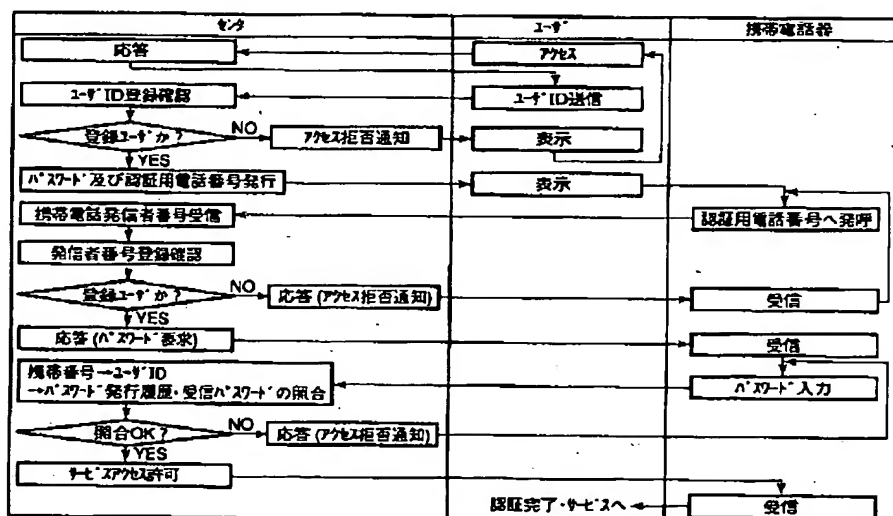 センタ ユーザ 携帯電話器
応答 アクセス
ユーザID登録確認 ユーザID送信
登録ユーザか? NO アクセス拒否通知 表示
YES
パスワード及び認証用電話番号発行 表示
携帯電話発信者番号受信 認証用電話番号へ発呼
発信者番号登録確認
登録ユーザか? NO 応答(アクセス拒否通知) 受信
YES
応答(パスワード要求) 受信
携帯番号→ユーザID
→パスワード発行履歴・受信パスワードの照合 パスワード入力
照合OK? NO 応答(アクセス拒否通知)
YES
サービスアクセス許可
認証完了・サービスへ 受信